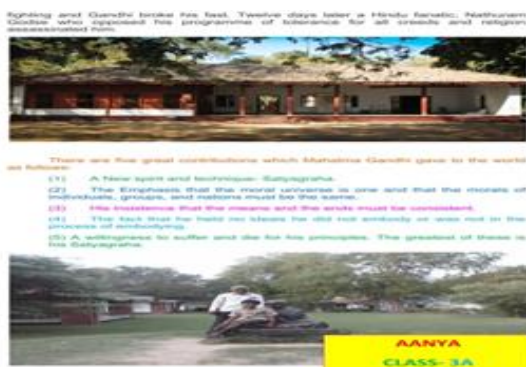 fighting and Gandhi broke his fast. Twelve days later a Hindu fanatic, Nathuram
Godse who opposed his programme of tolerance for all creeds and religion
assassinated him.
There are five great contributions which Mahatma Gandhi gave to the world
as follows:
(1) A New spirit and technique- Satyagraha.
(2) The Emphasis that the moral universe is one and that the morals of
individuals, groups, and nations must be the same.
(3) His insistence that the means and the ends must be consistent.
(4) The fact that he held no ideas he did not embody or was not in the
process of embodying.
(5) A willingness to suffer and die for his principles. The greatest of these is
his Satyagraha.
AANYA
CLASS- 3A